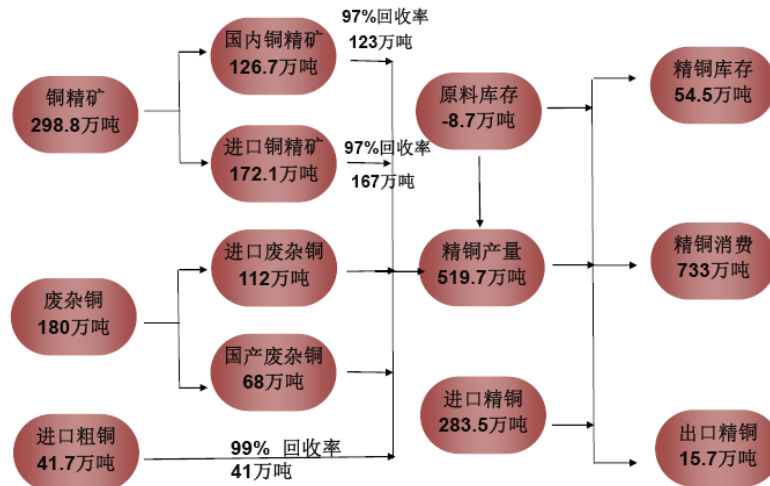 铜精矿
298.8万吨
国内铜精矿
126.7万吨
97%回收率
123万吨
进口铜精矿
172.1万吨
97%回收率
167万吨
废杂铜
180万吨
进口废杂铜
112万吨
国产废杂铜
68万吨
进口粗铜
41.7万吨
99% 回收率
41万吨
原料库存
-8.7万吨
精铜产量
519.7万吨
进口精铜
283.5万吨
精铜库存
54.5万吨
精铜消费
733万吨
出口精铜
15.7万吨